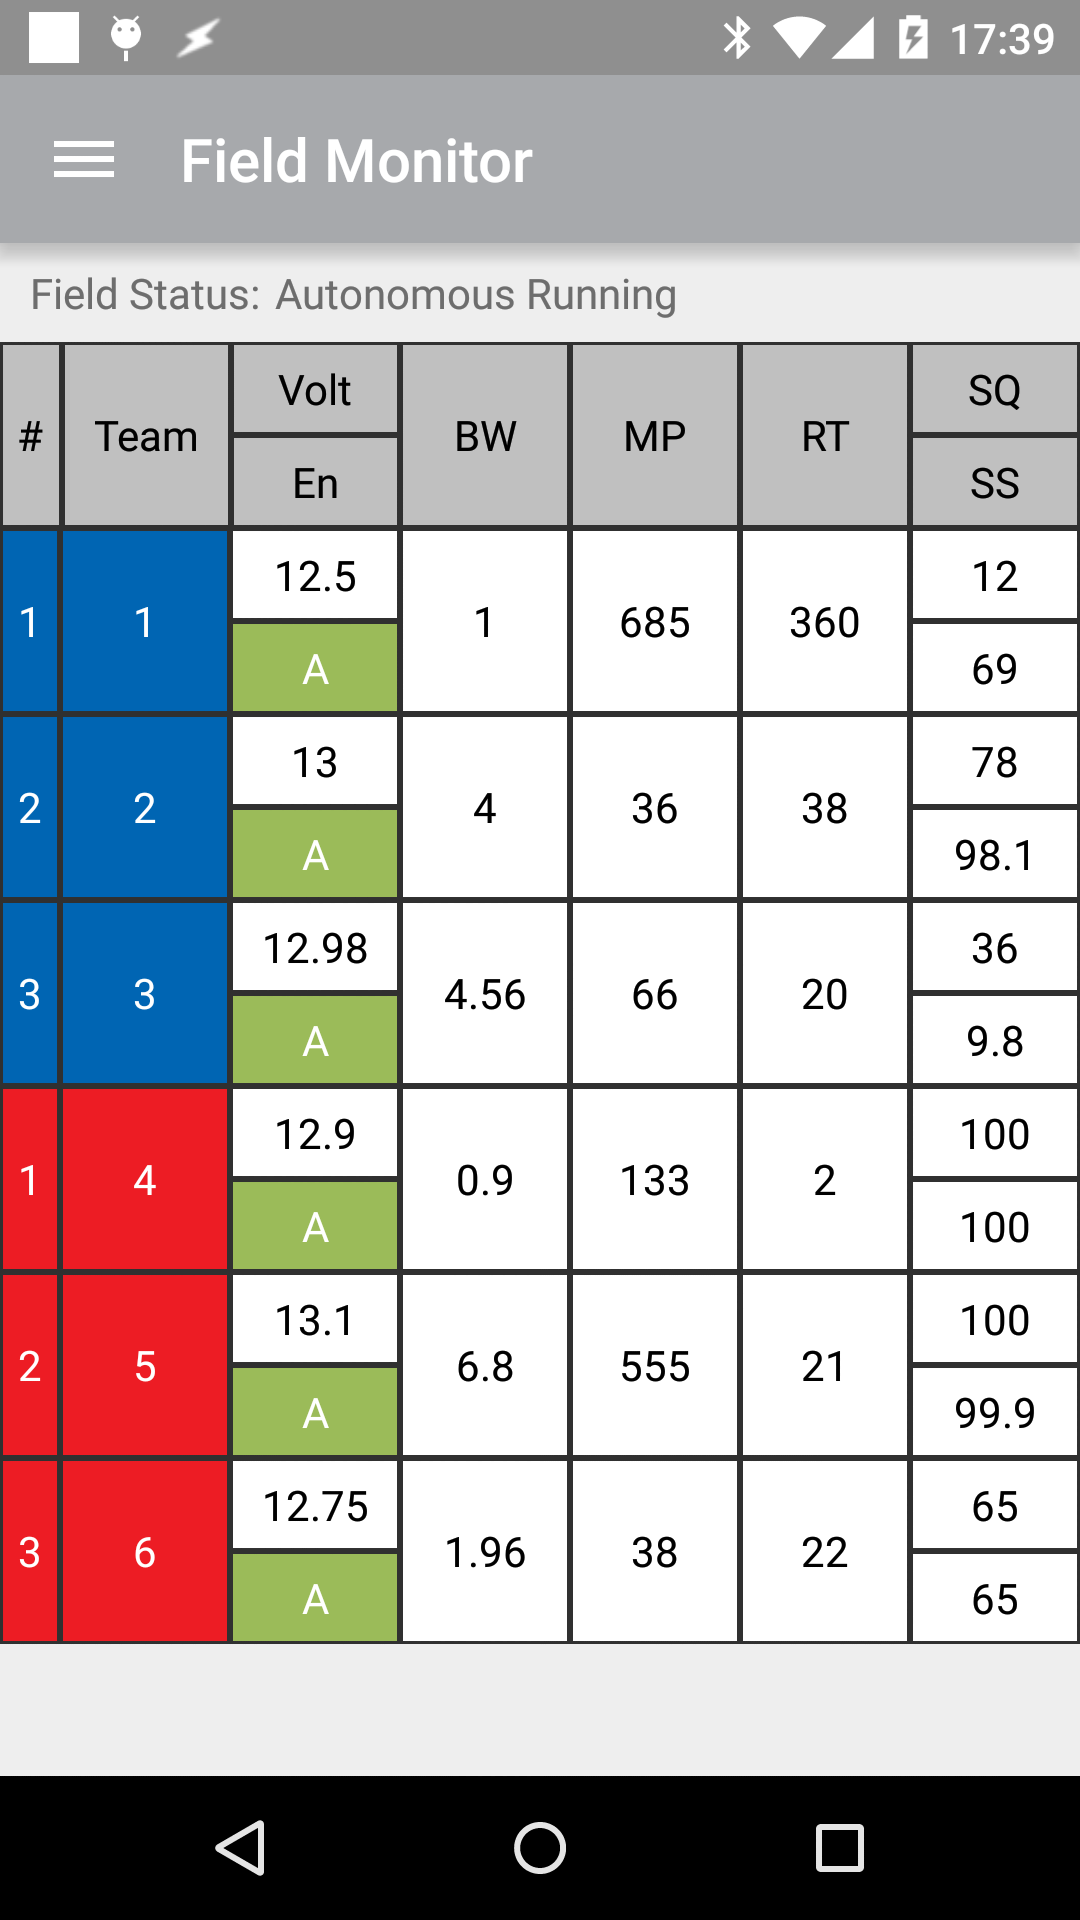 17:39
Field Monitor
Field Status: Autonomous Running
# Team Volt BW MP RT SQ
En SS
1 1 12.5 1 685 360 12
A 69
2 2 13 4 36 38 78
A 98.1
3 3 12.98 4.56 66 20 36
A 9.8
1 4 12.9 0.9 133 2 100
A 100
2 5 13.1 6.8 555 21 100
A 99.9
3 6 12.75 1.96 38 22 65
A 65